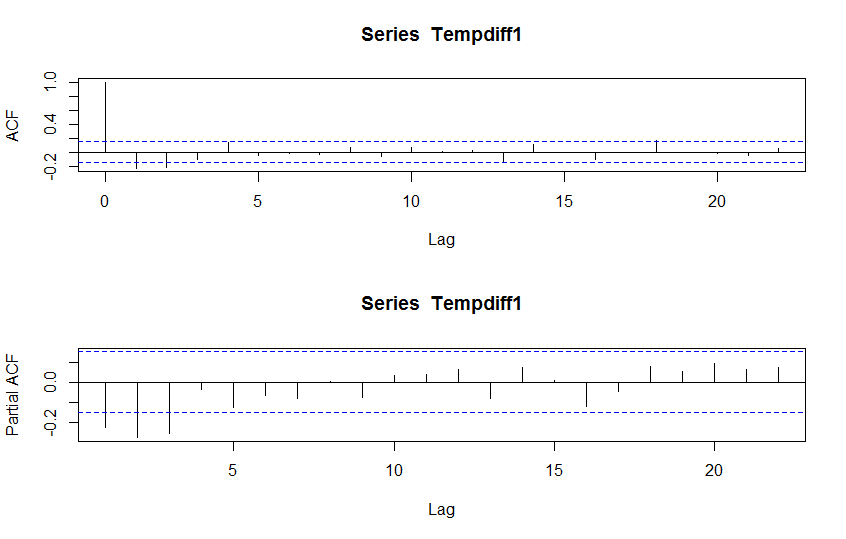 Series Tempdiff1
ACF
1.0
0.4
-0.2
0 5 10 15 20
Lag
Series Tempdiff1
Partial ACF
0.0
-0.2
5 10 15 20
Lag